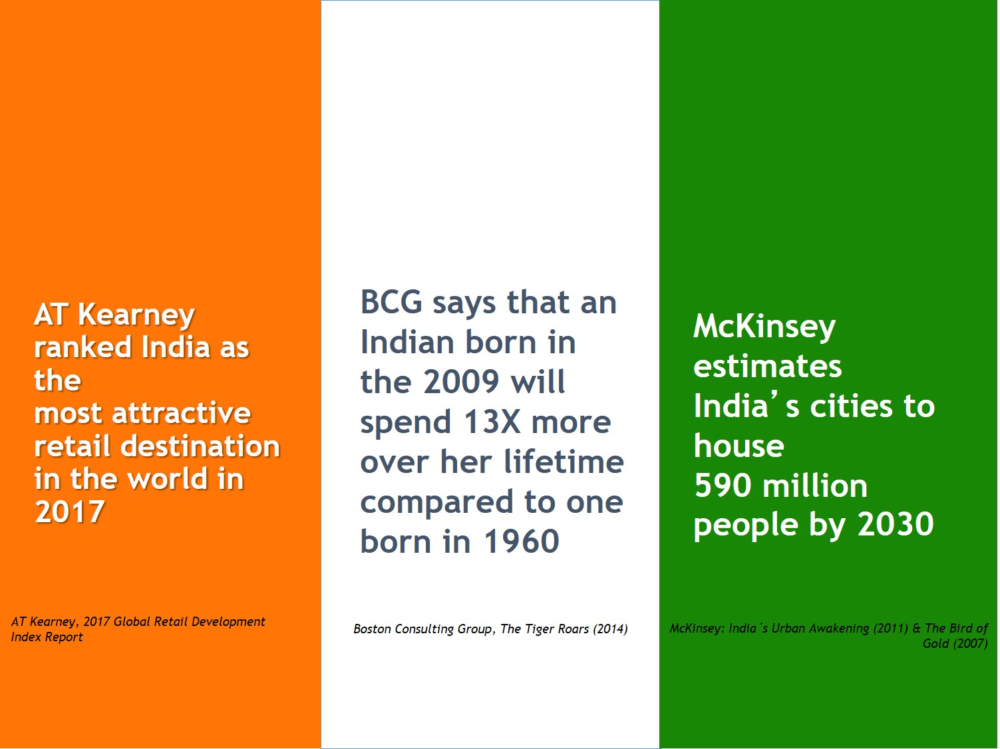 AT Kearney
ranked India as
the
most attractive
retail destination
in the world in
2017
AT Kearney, 2017 Global Retail Development
Index Report
BCG says that an
Indian born in
the 2009 will
spend 13X more
over her lifetime
compared to one
born in 1960
Boston Consulting Group, The Tiger Roars (2014)
McKinsey
estimates
India’s cities to
house
590 million
people by 2030
McKinsey: India’s Urban Awakening (2011) & The Bird of
Gold (2007)